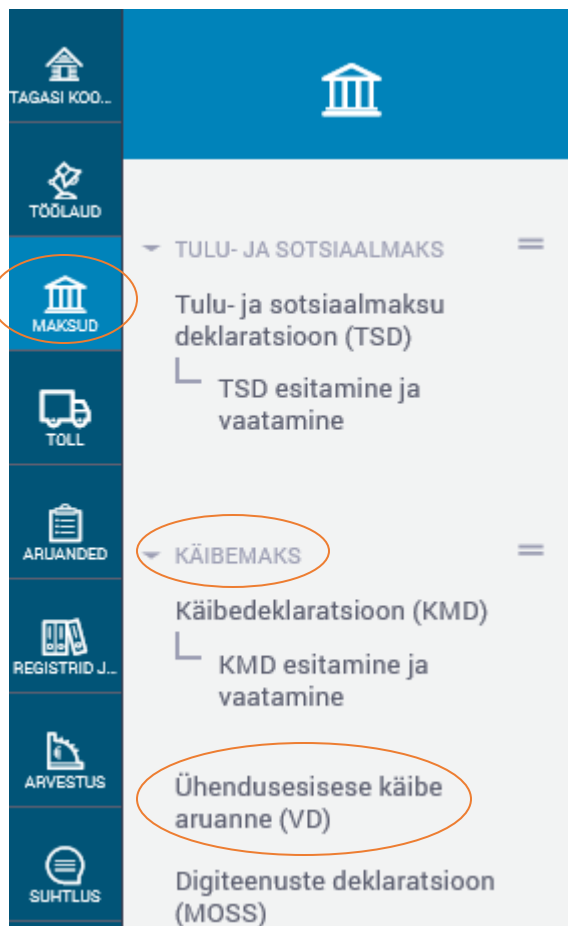 TAGASI KOO...
TÖÖLAUD
MAKSUD
TOLL
ARUANDED
REGISTRID J...
ARVESTUS
SUHTLUS
TULU- JA SOTSIAALMAKS
Tulu- ja sotsiaalmaksu
deklaratsioon (TSD)
TSD esitamine ja
vaatamine
KÄIBEMAKS
Käibedeklaratsioon (KMD)
KMD esitamine ja
vaatamine
Ühendusesisese käibe
aruanne (VD)
Digiteenuste deklaratsioon
(MOSS)